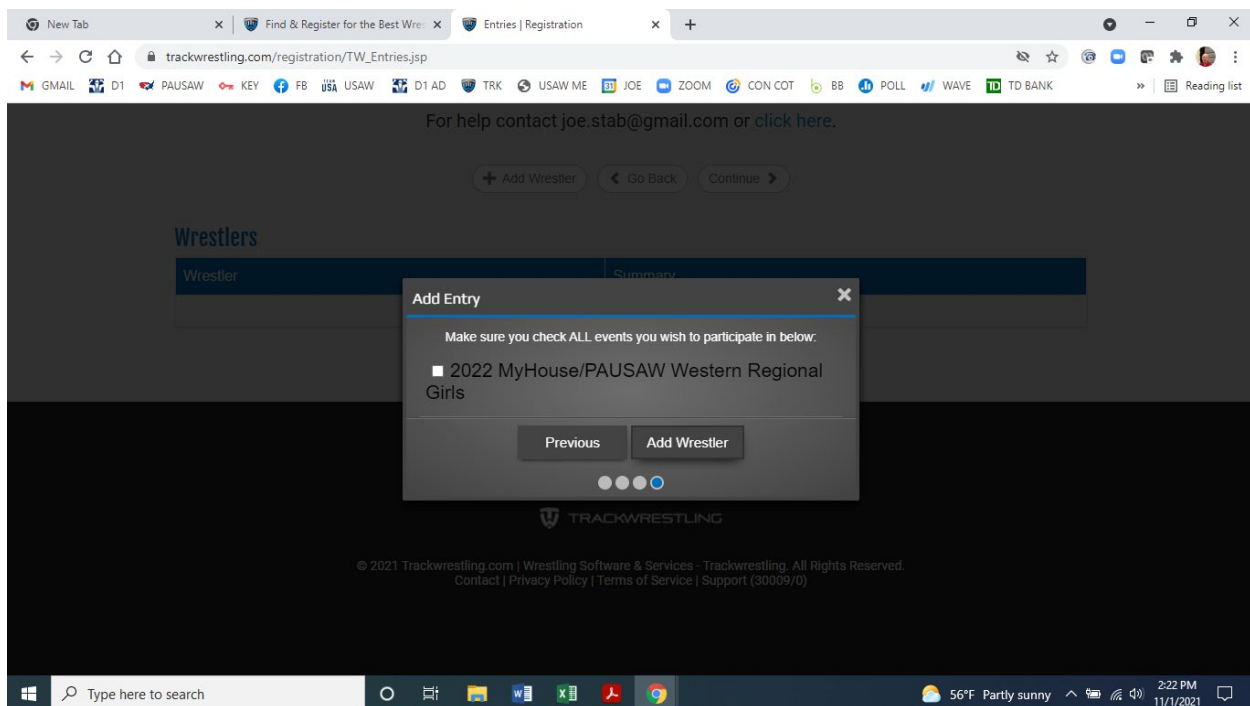 New Tab
Find & Register for the Best Wres
Entries | Registration
trackwrestling.com/registration/TW_Entries.jsp
GMAIL D1 PAUSAW KEY FB USA USAW D1 AD TRK USAW ME 31 JOE ZOOM CON COT BB POLL WAVE TD TD BANK » Reading list
For help contact joe.stab@gmail.com or click here.
Add Wrestler Go Back Continue
Wrestlers
Wrestler Summary
Add Entry
Make sure you check ALL events you wish to participate in below:
2022 MyHouse/PAUSAW Western Regional
Girls
Previous Add Wrestler
TRACKWRESTLING
© 2021 Trackwrestling.com | Wrestling Software & Services - Trackwrestling. All Rights Reserved.
Contact | Privacy Policy | Terms of Service | Support (30009/0)
Type here to search
56°F Partly sunny
2:22 PM
11/1/2021